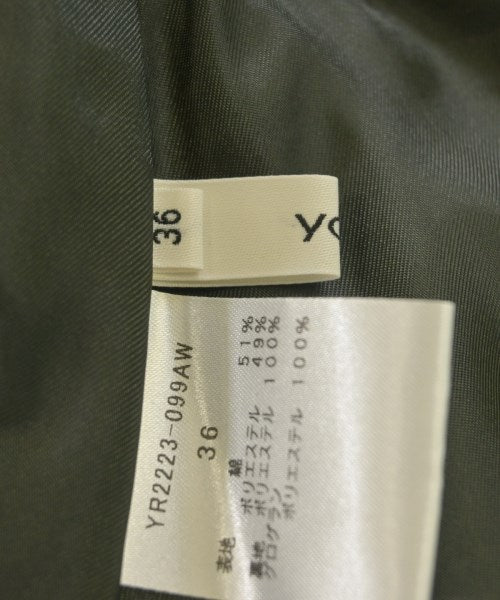 36
YO
YR2223-099AW
36
表地 綿 51%
ポリエステル 49%
裏地 ポリエステル 100%
グログラン ポリエステル 100%